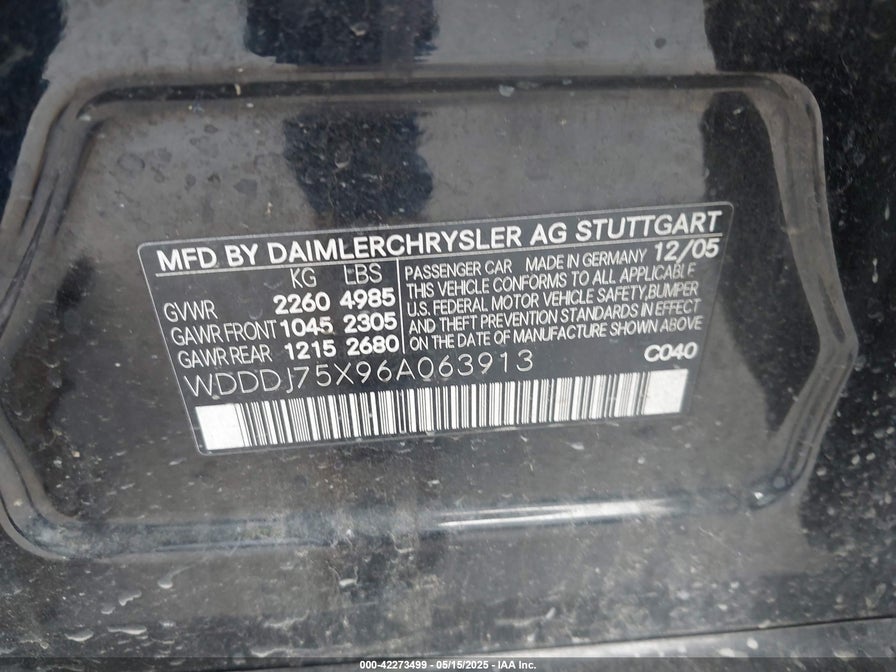 MFD BY DAIMLERCHRYSLER AG STUTTGART
KG LBS
GVWR 2260 4985
GAWR FRONT 1045 2305
GAWR REAR 1215 2680
PASSENGER CAR MADE IN GERMANY 12/05
THIS VEHICLE CONFORMS TO ALL APPLICABLE
U.S. FEDERAL MOTOR VEHICLE SAFETY, BUMPER
AND THEFT PREVENTION STANDARDS IN EFFECT
ON THE DATE OF MANUFACTURE SHOWN ABOVE
WDDDJ75X96A063913
C040
000-42273499 - 05/15/2025 - IAA Inc.